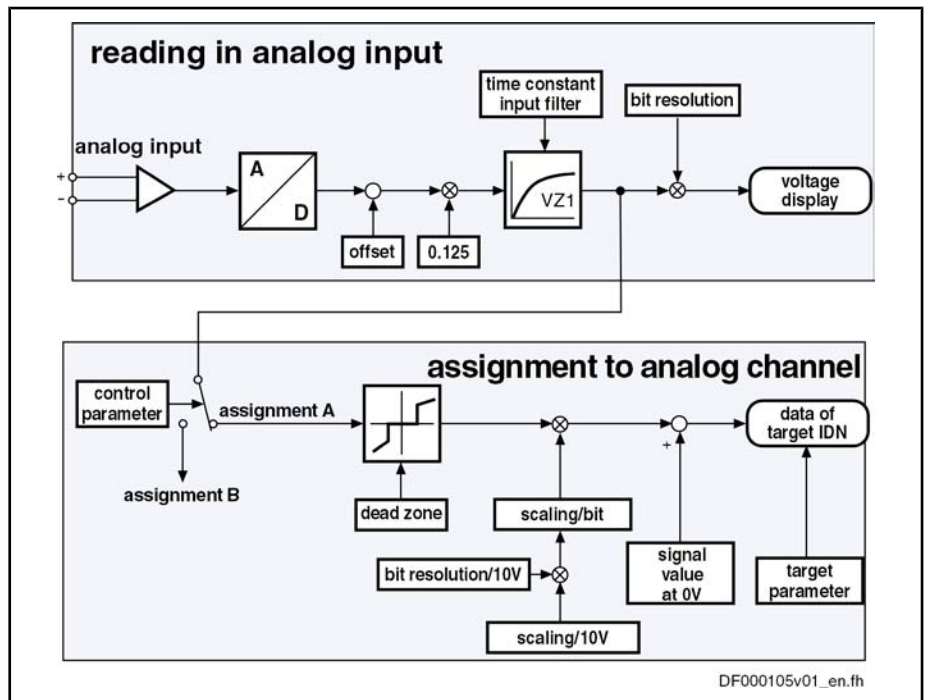 reading in analog input
time constant
input filter
bit resolution
analog input
+
-
A
D
VZ1
voltage
display
offset
0.125
assignment to analog channel
control
parameter
assignment A
data of
target IDN
+
assignment B
dead zone
scaling/bit
signal
value
at 0V
bit resolution/10V
target
parameter
scaling/10V
DF000105v01_en.fh